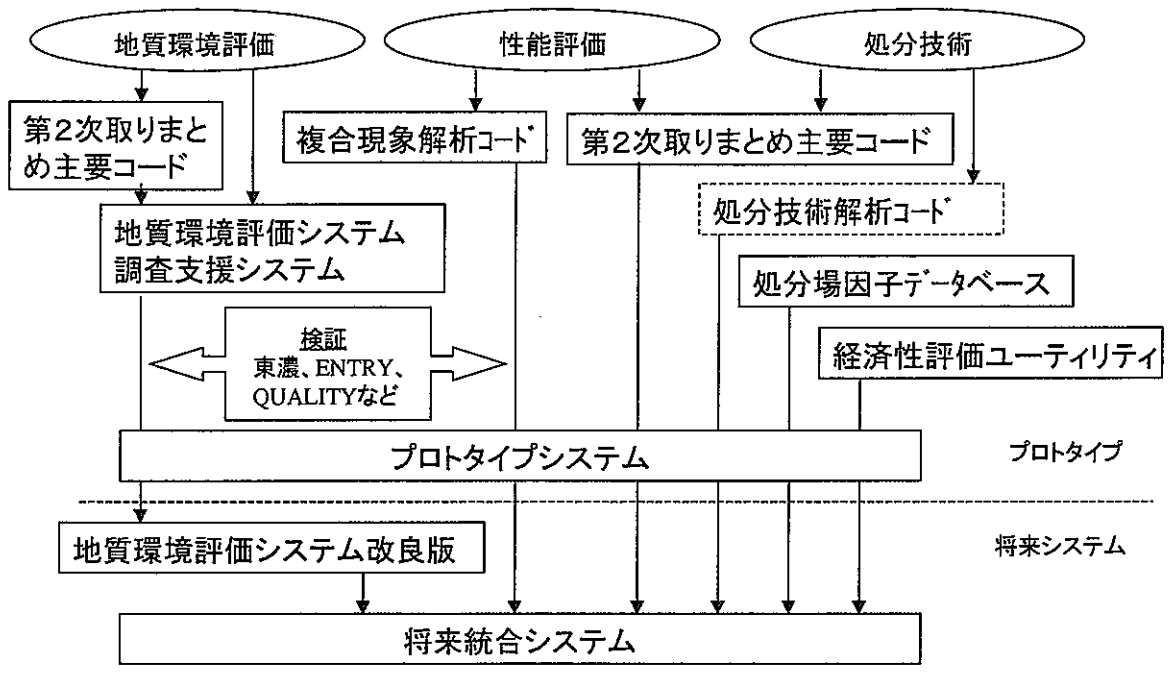 地質環境評価
性能評価
処分技術
第2次取りまと
め主要コード
複合現象解析コード
第2次取りまとめ主要コード
処分技術解析コード
地質環境評価システム
調査支援システム
処分場因子データベース
検証
東濃、ENTRY、
QUALITYなど
経済性評価ユーティリティ
プロトタイプシステム
プロトタイプ
地質環境評価システム改良版
将来システム
将来統合システム